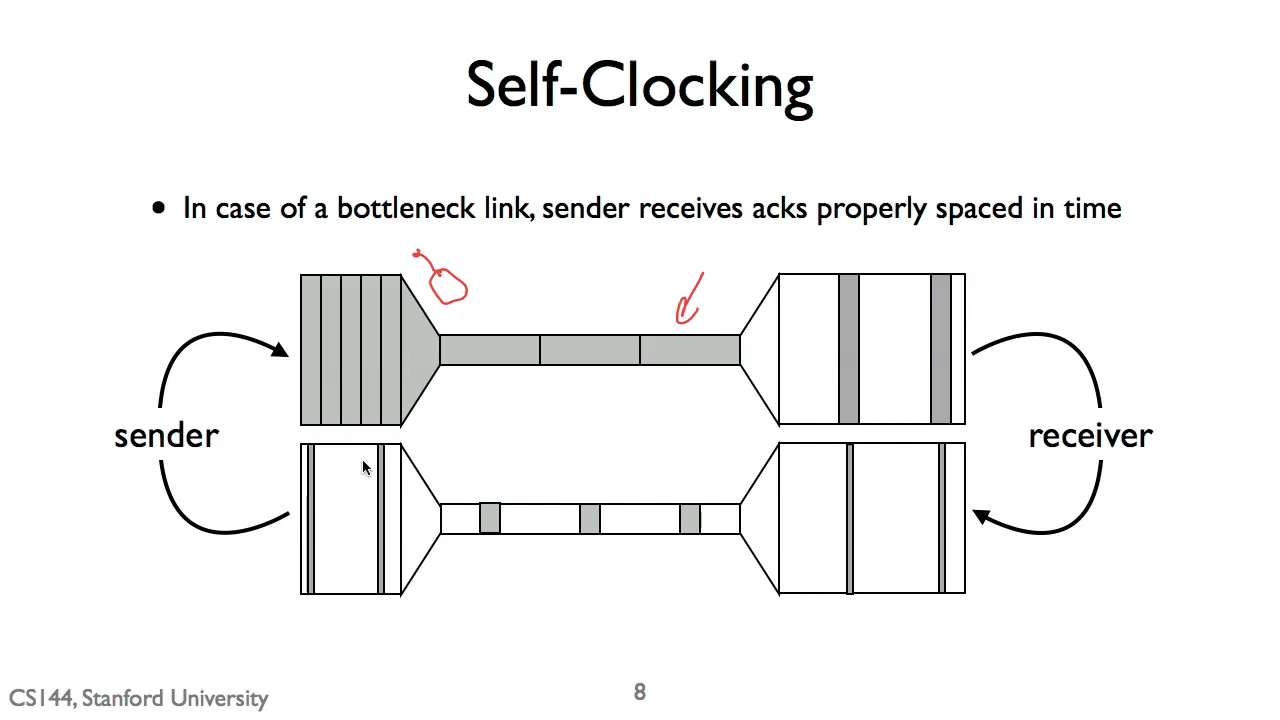 Self-Clocking
• In case of a bottleneck link, sender receives acks properly spaced in time
sender
receiver
CS144, Stanford University
8